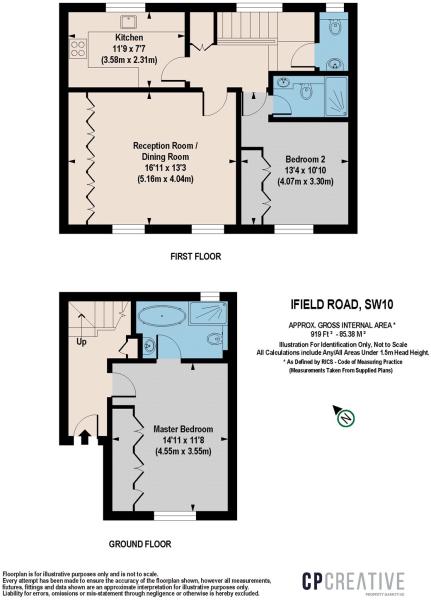 Kitchen
11'9 x 7'7
(3.58m x 2.31m)
Reception Room /
Dining Room
16'11 x 13'3
(5.16m x 4.04m)
Bedroom 2
13'4 x 10'10
(4.07m x 3.30m)
FIRST FLOOR
Up
Master Bedroom
14'11 x 11'8
(4.55m x 3.55m)
GROUND FLOOR
IFIELD ROAD, SW10
APPROX. GROSS INTERNAL AREA *
919 Ft ² - 85.38 M ²
Illustration For Identification Only, Not to Scale
All Calculations include Any/All Areas Under 1.5m Head Height.
* As Defined by RICS - Code of Measuring Practice
(Measurements Taken From Supplied Plans)
N
Floorplan is for illustrative purposes only and is not to scale.
Every attempt has been made to ensure the accuracy of the floorplan shown, however all measurements,
fixtures, fittings and data shown are an approximate interpretation for illustrative purposes only.
Liability for errors, omissions or mis-statement through negligence or otherwise is hereby excluded.
CPCREATIVE
PROPERTY MARKETING